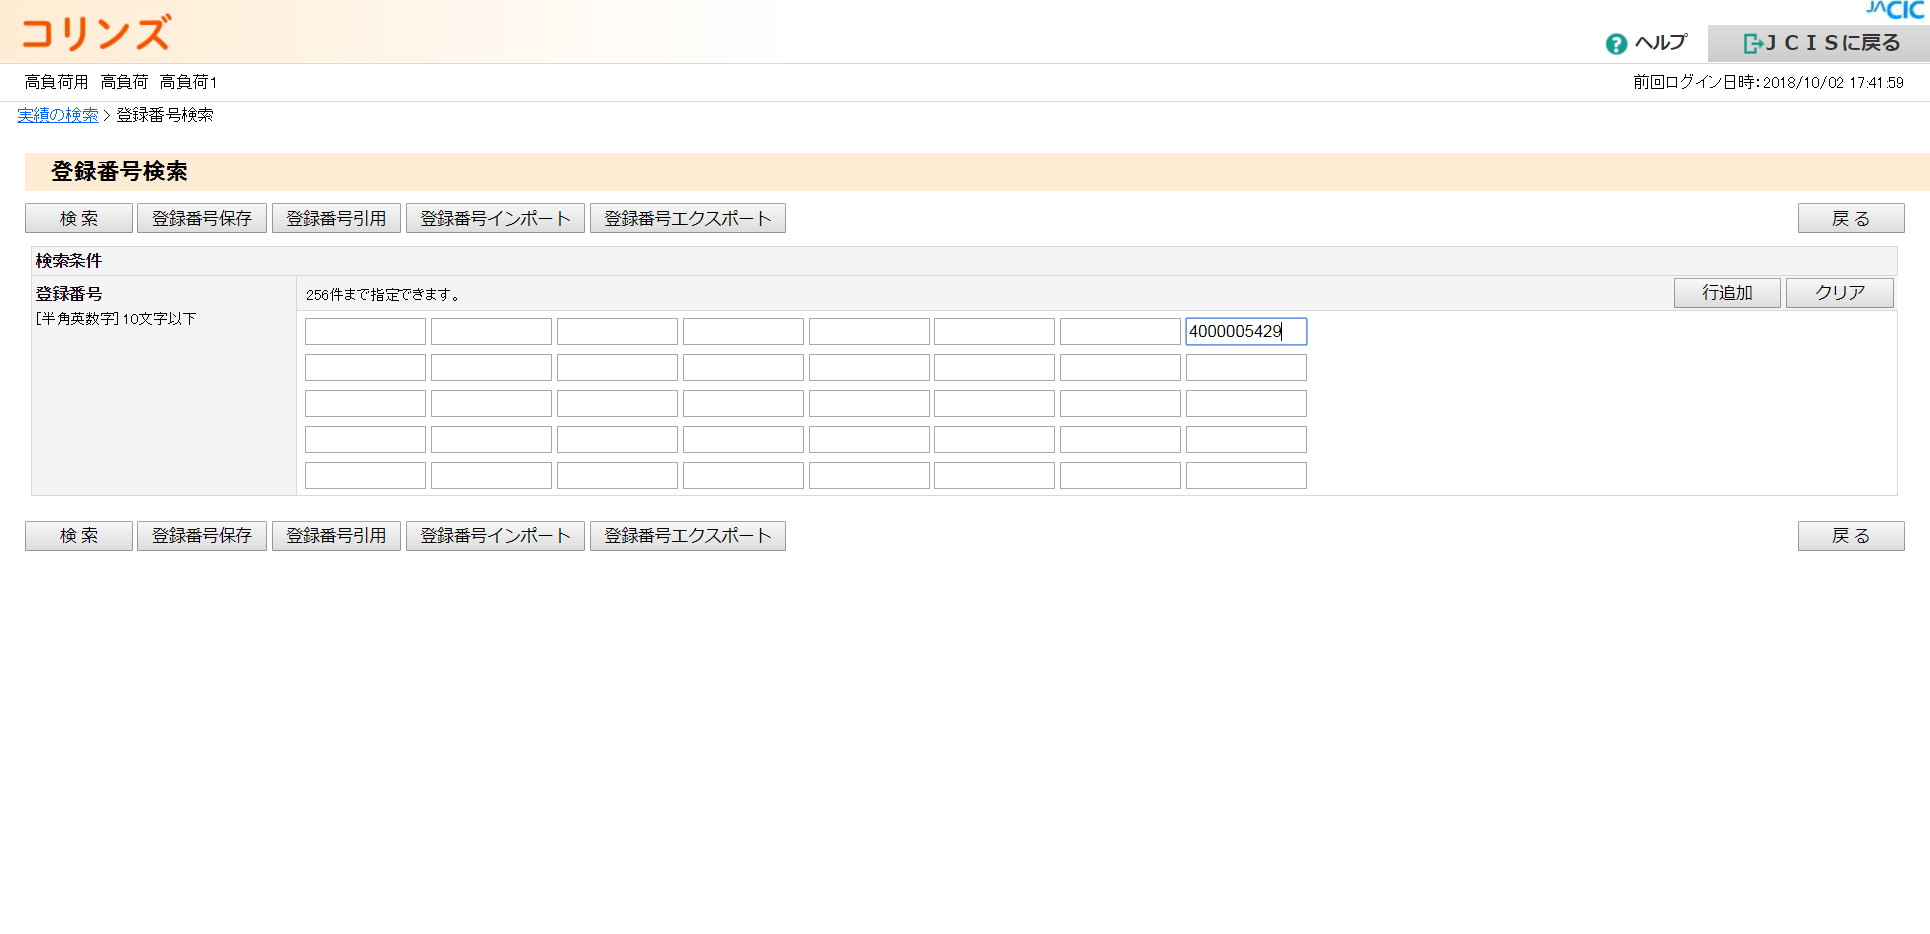 コリンズ
JACIC
ヘルプ
ＪＣＩＳに戻る
高負荷用 高負荷 高負荷1
前回ログイン日時：2018/10/02 17:41:59
実績の検索 > 登録番号検索
登録番号検索
検 索 登録番号保存 登録番号引用 登録番号インポート 登録番号エクスポート 戻 る
検索条件
登録番号
[半角英数字] 10文字以下
256件まで指定できます。
行追加 クリア
4000005429
検 索 登録番号保存 登録番号引用 登録番号インポート 登録番号エクスポート 戻 る